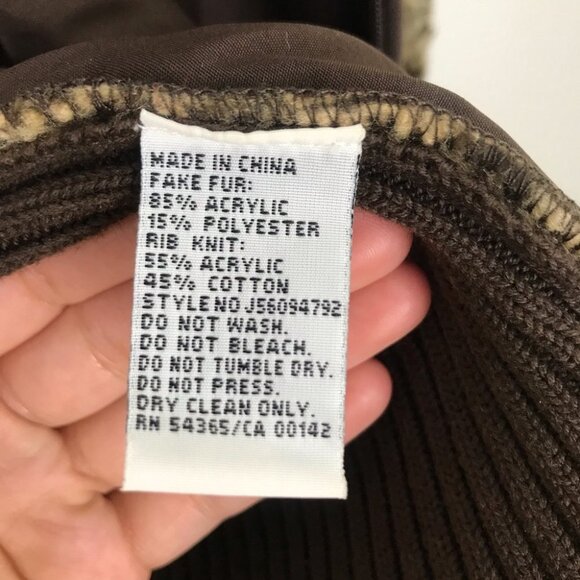 MADE IN CHINA
FAKE FUR:
85% ACRYLIC
15% POLYESTER
RIB KNIT:
55% ACRYLIC
45% COTTON
STYLE NO J56094792
DO NOT WASH.
DO NOT BLEACH.
DO NOT TUMBLE DRY.
DO NOT PRESS.
DRY CLEAN ONLY.
RN 54365/CA 00142